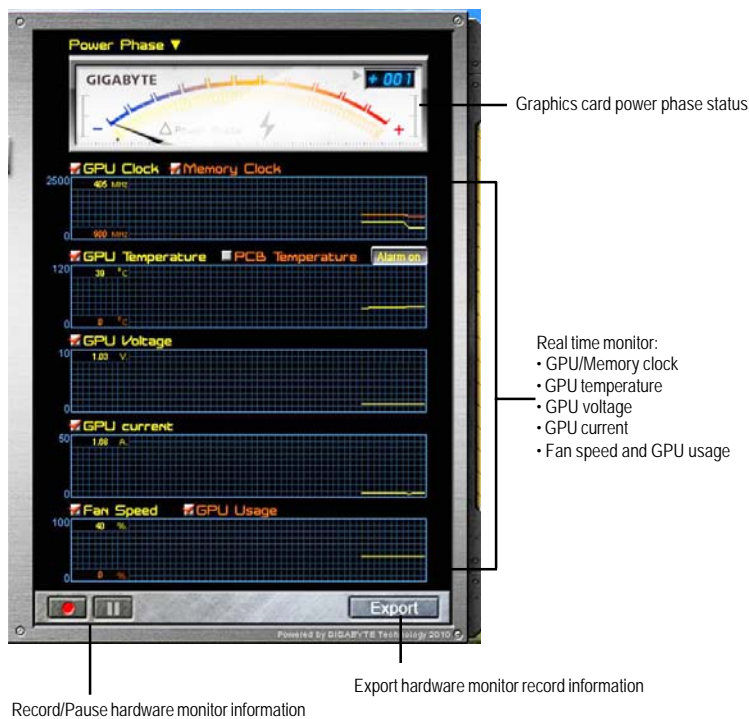 Power Phase ▼
GIGABYTE
+ 001
Power Phase
- +
Graphics card power phase status
GPU Clock Memory Clock
2500
405 MHz
900 MHz
0
GPU Temperature PCB Temperature Alarm on
120
39 °C
0 °C
0
GPU Voltage
10
1.03 V.
0
GPU current
50
1.68 A.
0
Fan Speed GPU Usage
100
40 %.
0 %.
0
Real time monitor:
• GPU/Memory clock
• GPU temperature
• GPU voltage
• GPU current
• Fan speed and GPU usage
Export
Powered by GIGABYTE Technology 2010
Export hardware monitor record information
Record/Pause hardware monitor information